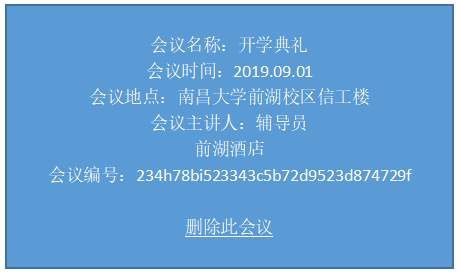 会议名称：开学典礼
会议时间：2019.09.01
会议地点：南昌大学前湖校区信工楼
会议主讲人：辅导员
前湖酒店
会议编号：234h78bi523343c5b72d9523d874729f
删除此会议